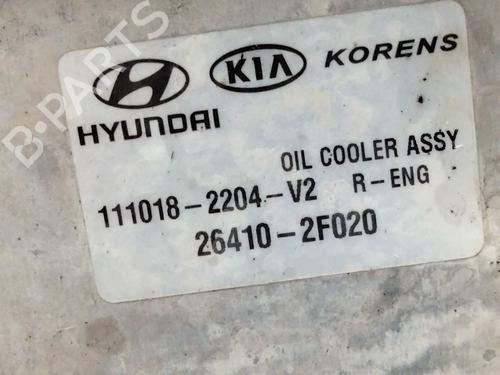 B-PARTS
KIA KORENS
HYUNDAI
OIL COOLER ASSY
111018-2204-V2 R-ENG
26410-2F020